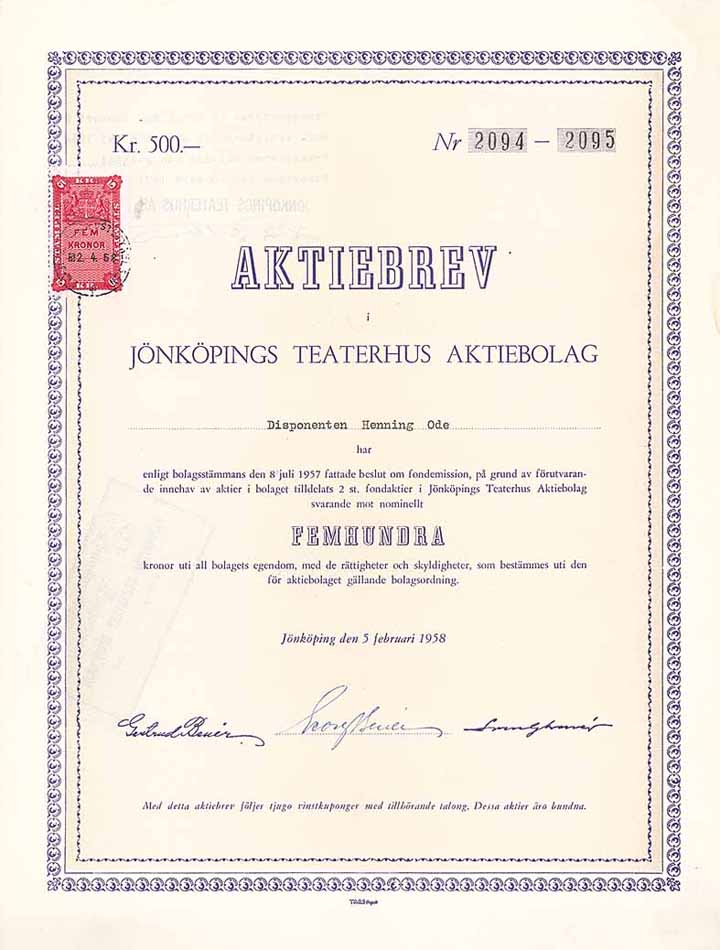 Kr. 500.— Nr 2094 — 2095
FEM
KRONOR
AKTIEBREV
i
JÖNKÖPINGS TEATERHUS AKTIEBOLAG
Disponenten Henning Ode
har
enligt bolagsstämmans den 8 juli 1957 fattade beslut om fondemission, på grund av förutvaran-
de innehav av aktier i bolaget tilldelats 2 st. fondaktier i Jönköpings Teaterhus Aktiebolag
svarande mot nominellt
FEMHUNDRA
kronor uti all bolagets egendom, med de rättigheter och skyldigheter, som bestämmes uti den
för aktiebolaget gällande bolagsordning.
Jönköping den 5 februari 1958
Med detta aktiebrev följer tjugo vinstkuponger med tillhörande talong. Dessa aktier äro bundna.